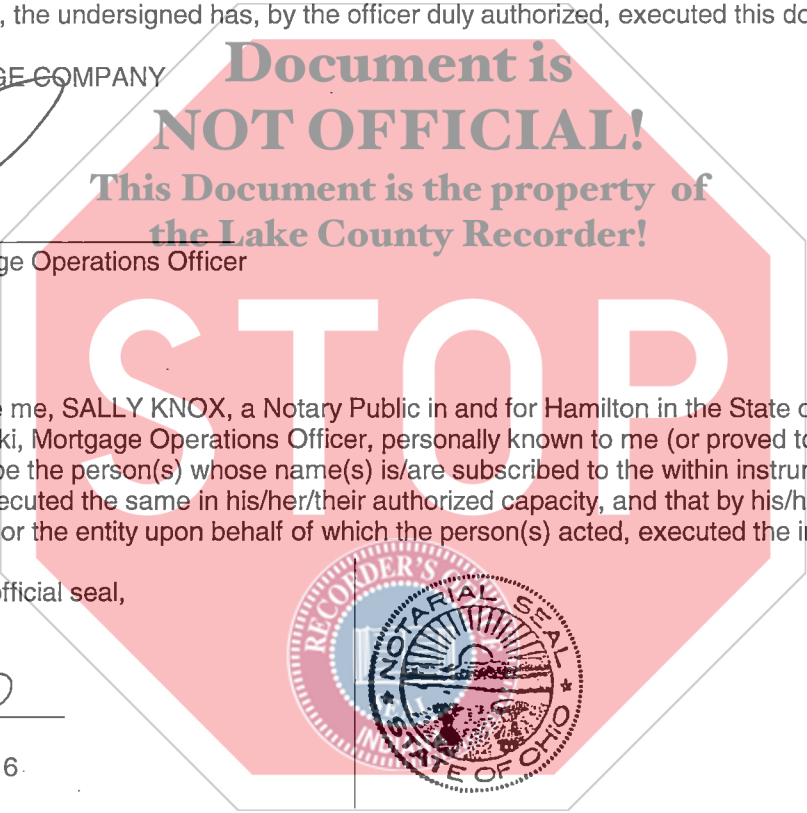 , the undersigned has, by the officer duly authorized, executed this do
GE COMPANY
Document is
NOT OFFICIAL!
This Document is the property of
the Lake County Recorder!
ge Operations Officer
STOP
e me, SALLY KNOX, a Notary Public in and for Hamilton in the State o
ki, Mortgage Operations Officer, personally known to me (or proved to
be the person(s) whose name(s) is/are subscribed to the within instrur
ecuted the same in his/her/their authorized capacity, and that by his/h
or the entity upon behalf of which the person(s) acted, executed the i
fficial seal,
RECORDER'S
SEAL
NOTARIAL SEAL
STATE OF OHIO
6